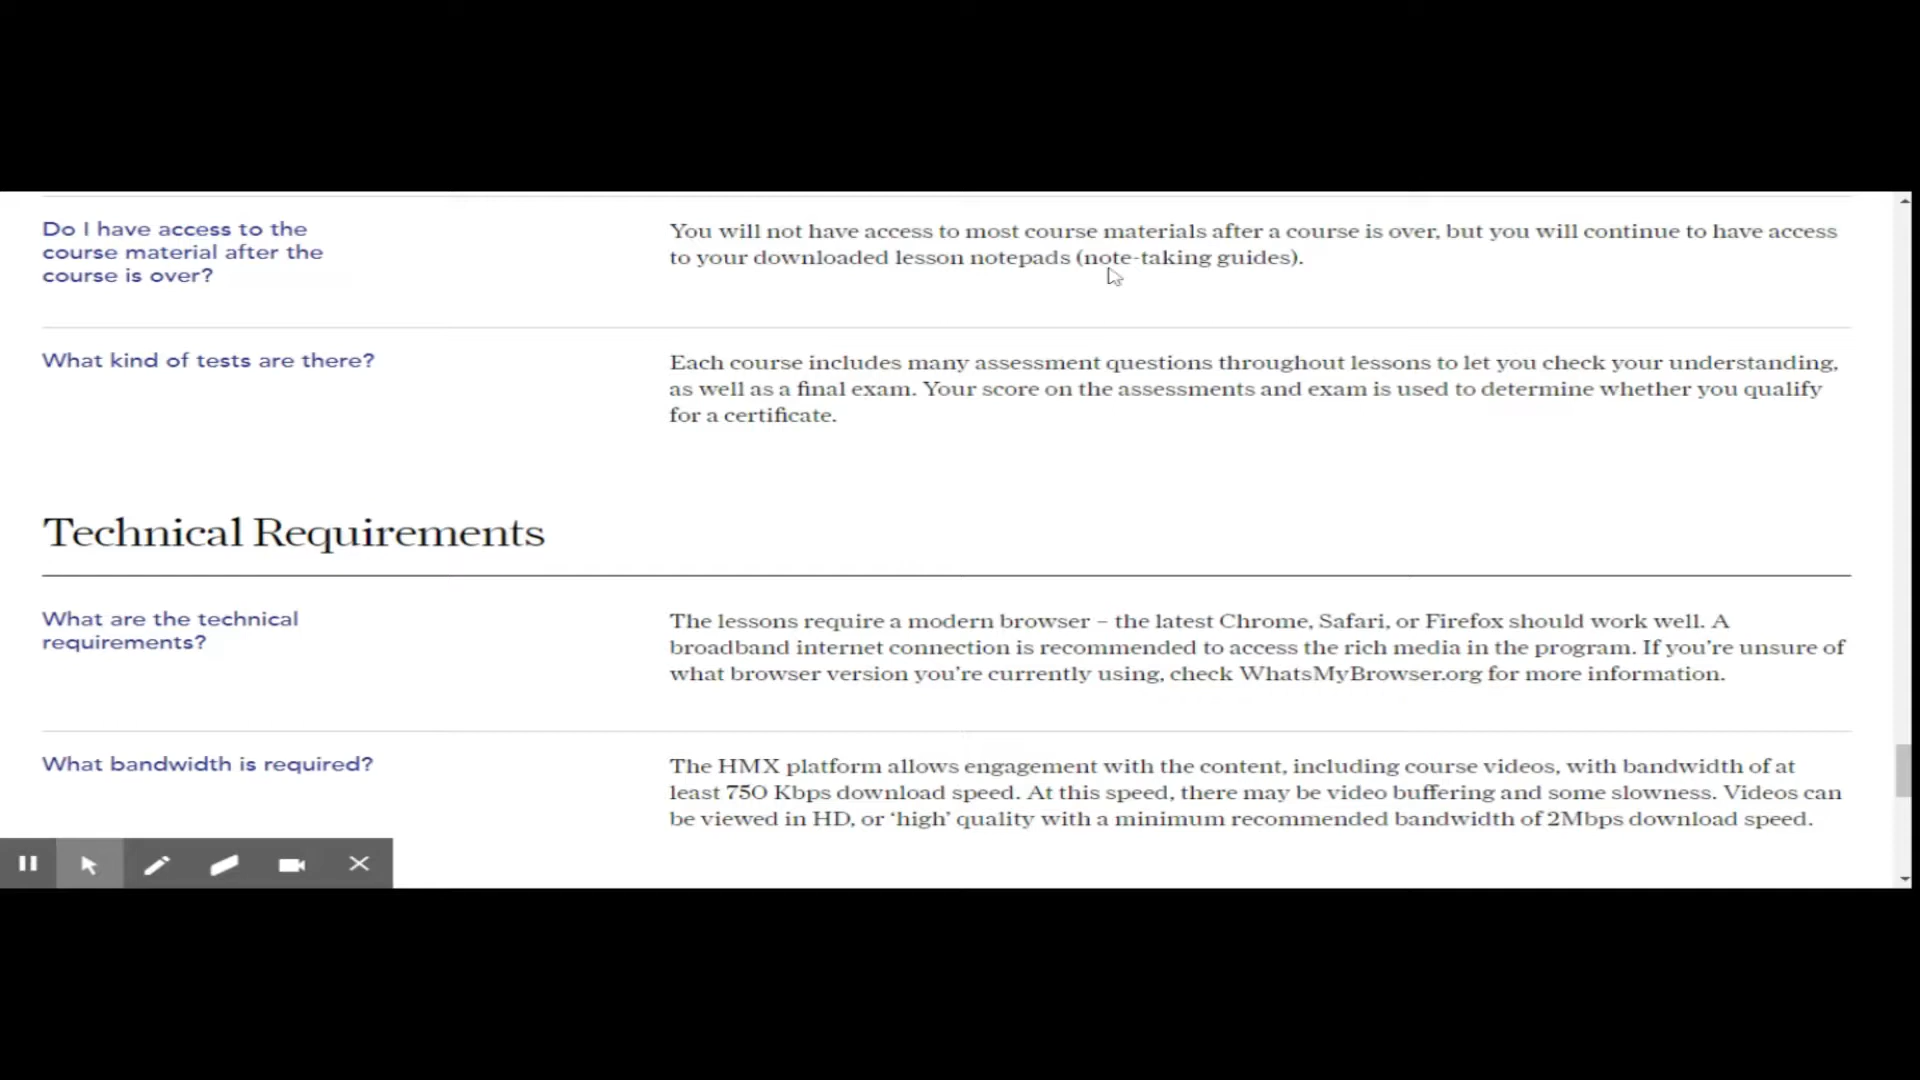 Do I have access to the
course material after the
course is over?
You will not have access to most course materials after a course is over, but you will continue to have access
to your downloaded lesson notepads (note-taking guides).
What kind of tests are there?
Each course includes many assessment questions throughout lessons to let you check your understanding,
as well as a final exam. Your score on the assessments and exam is used to determine whether you qualify
for a certificate.
Technical Requirements
What are the technical
requirements?
The lessons require a modern browser – the latest Chrome, Safari, or Firefox should work well. A
broadband internet connection is recommended to access the rich media in the program. If you’re unsure of
what browser version you’re currently using, check WhatsMyBrowser.org for more information.
What bandwidth is required?
The HMX platform allows engagement with the content, including course videos, with bandwidth of at
least 750 Kbps download speed. At this speed, there may be video buffering and some slowness. Videos can
be viewed in HD, or ‘high’ quality with a minimum recommended bandwidth of 2Mbps download speed.